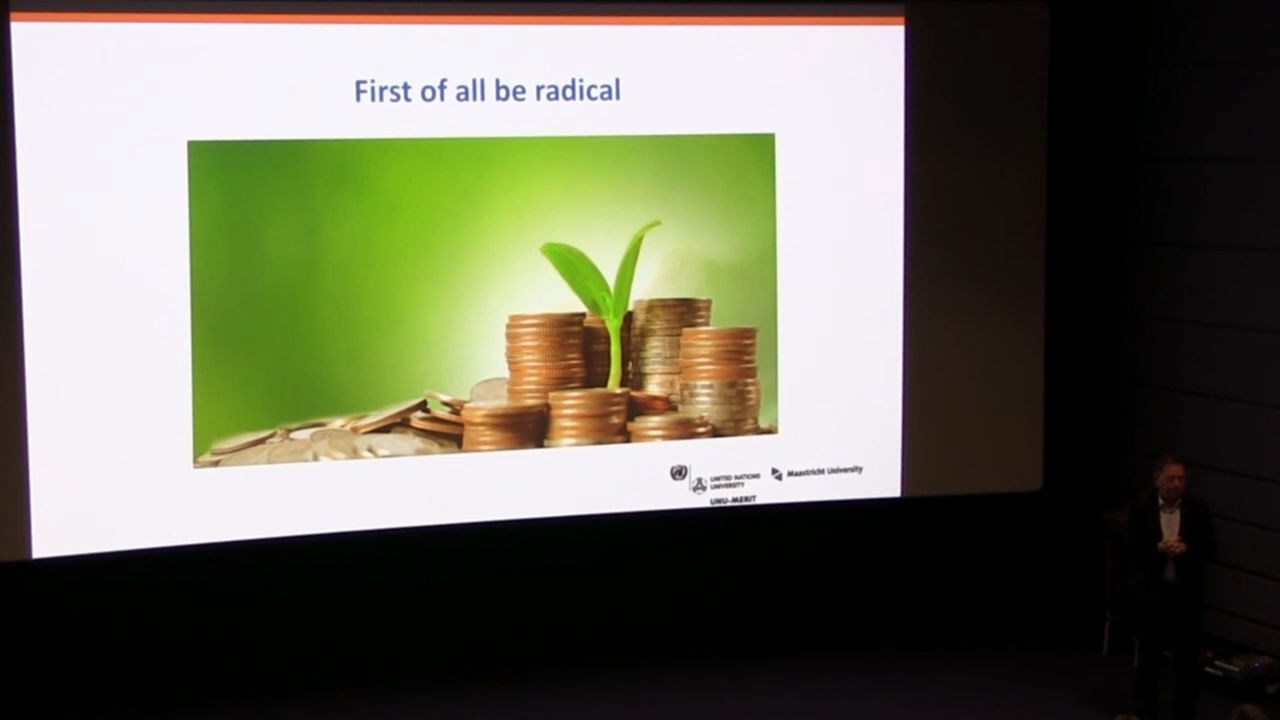 First of all be radical
UNITED NATIONS
UNIVERSITY
UNU-MERIT
Maastricht University